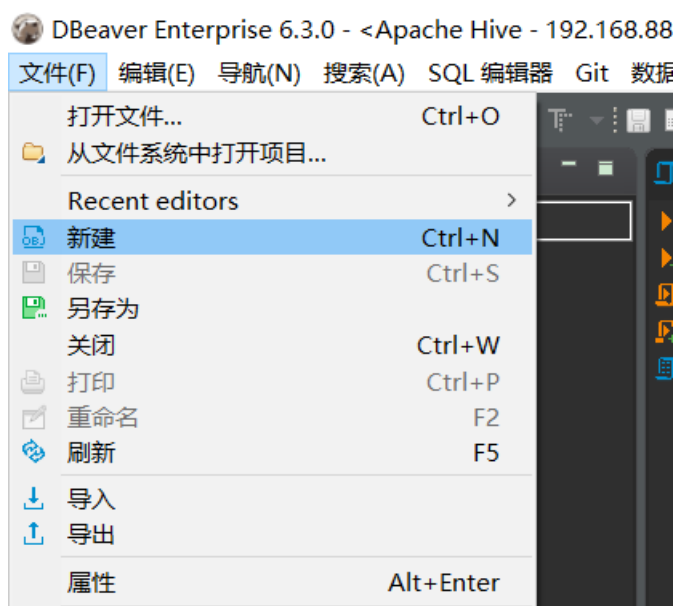 DBeaver Enterprise 6.3.0 - <Apache Hive - 192.168.88
文件(F) 编辑(E) 导航(N) 搜索(A) SQL 编辑器 Git 数据
打开文件... Ctrl+O
从文件系统中打开项目...
Recent editors
新建 Ctrl+N
保存 Ctrl+S
另存为
关闭 Ctrl+W
打印 Ctrl+P
重命名 F2
刷新 F5
导入
导出
属性 Alt+Enter